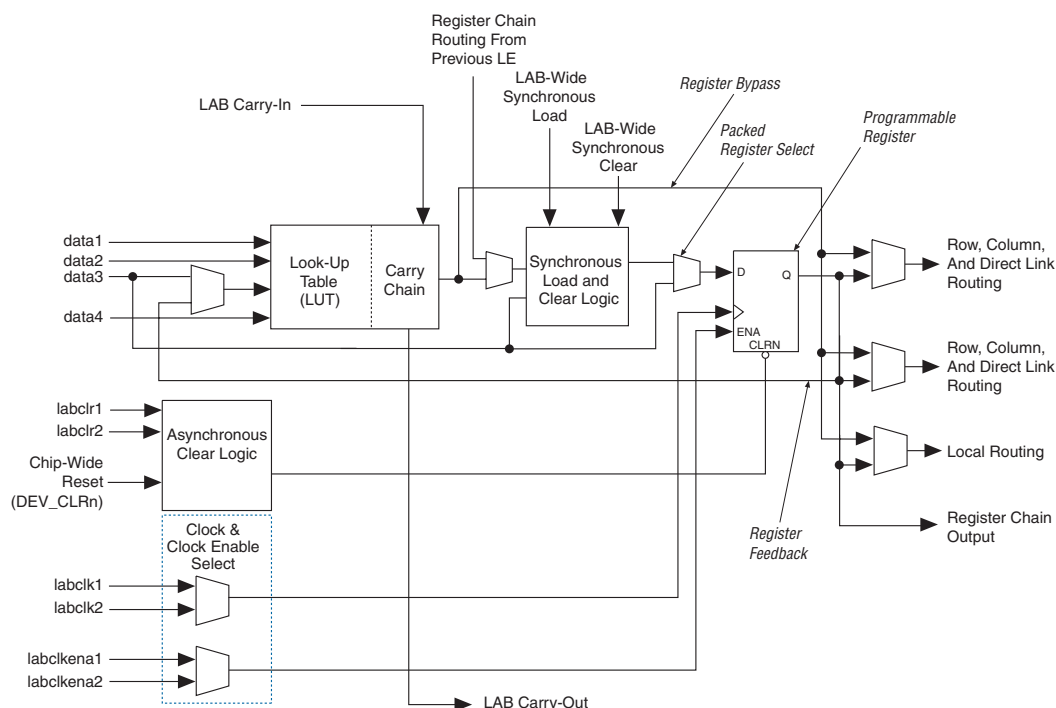 Register Chain
Routing From
Previous LE
LAB-Wide
Synchronous
Load
LAB-Wide
Synchronous
Clear
Register Bypass
Packed
Register Select
Programmable
Register
LAB Carry-In
data1
data2
data3
data4
Look-Up
Table
(LUT)
Carry
Chain
Synchronous
Load and
Clear Logic
D
Q
ENA
CLRN
Row, Column,
And Direct Link
Routing
Row, Column,
And Direct Link
Routing
Local Routing
Register Chain
Output
Register
Feedback
labclr1
labclr2
Chip-Wide
Reset
(DEV_CLRn)
Asynchronous
Clear Logic
Clock &
Clock Enable
Select
labclk1
labclk2
labclkena1
labclkena2
LAB Carry-Out